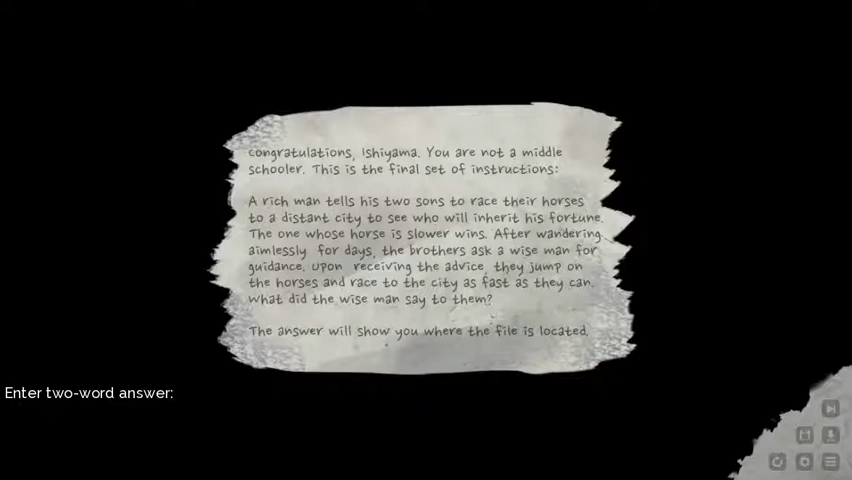 congratulations, Ishiyama. You are not a middle
schooler. This is the final set of instructions:
A rich man tells his two sons to race their horses
to a distant city to see who will inherit his fortune.
The one whose horse is slower wins. After wandering
aimlessly for days, the brothers ask a wise man for
guidance. upon receiving the advice, they jump on
the horses and race to the city as fast as they can.
What did the wise man say to them?
The answer will show you where the file is located.
Enter two-word answer: